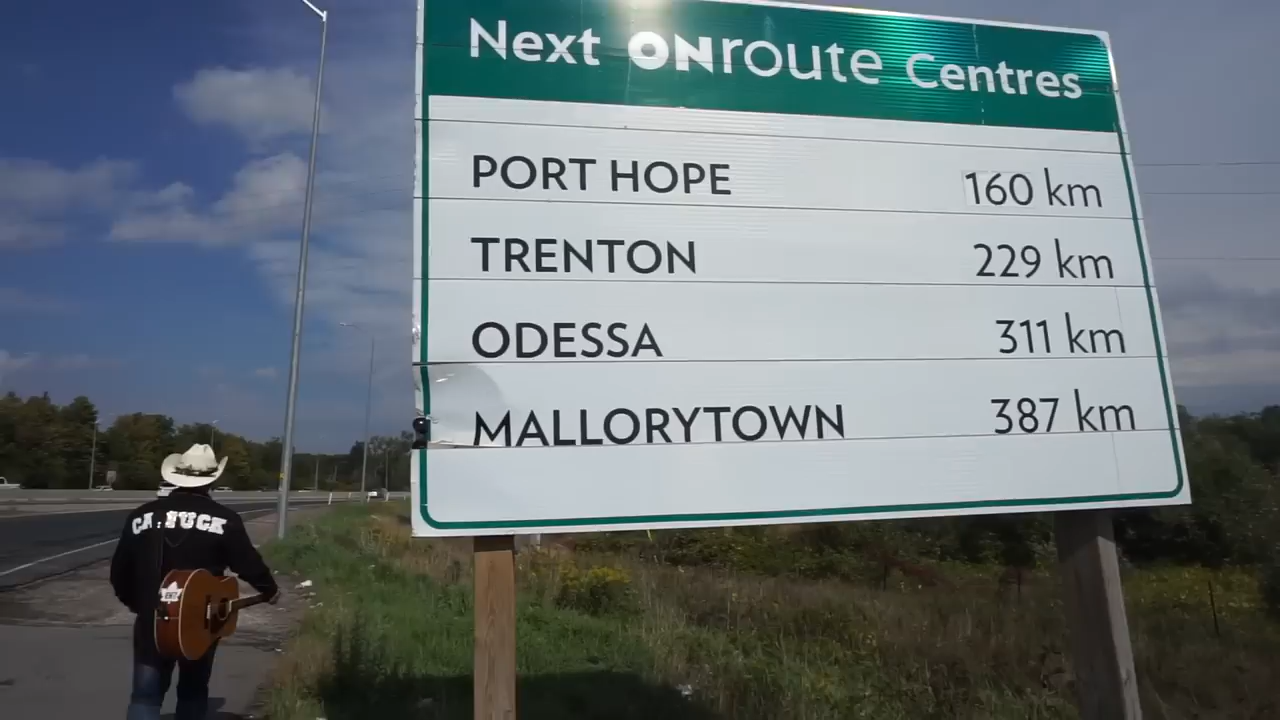 Next ONroute Centres
PORT HOPE 160 km
TRENTON 229 km
ODESSA 311 km
MALLORYTOWN 387 km